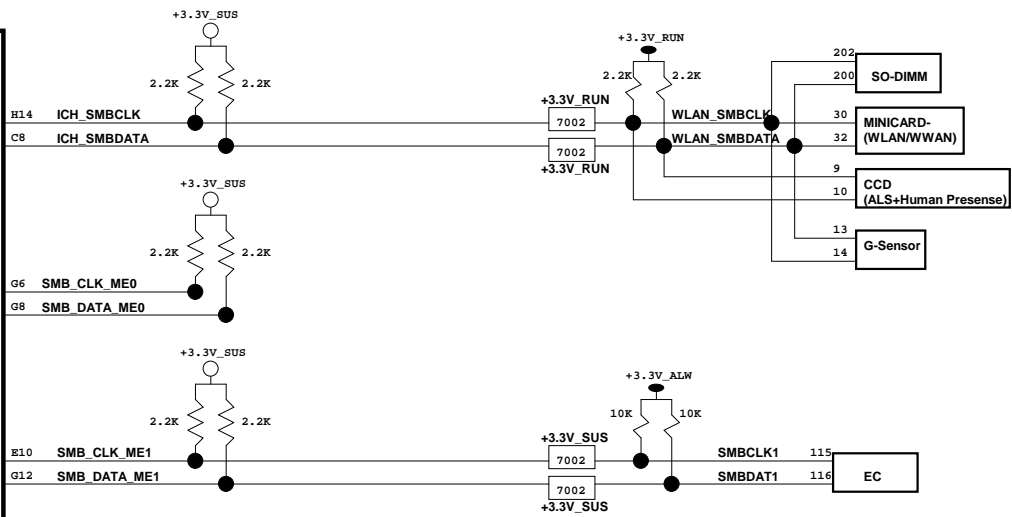 +3.3V_SUS
+3.3V_RUN
2.2K
2.2K
2.2K
2.2K
202
200
SO-DIMM
+3.3V_RUN
H14
ICH_SMBCLK
7002
WLAN_SMBCLK
30
MINICARD-
(WLAN/WWAN)
C8
ICH_SMBDATA
7002
WLAN_SMBDATA
32
+3.3V_RUN
9
10
CCD
(ALS+Human Presense)
+3.3V_SUS
2.2K
2.2K
13
14
G-Sensor
G6
SMB_CLK_ME0
G8
SMB_DATA_ME0
+3.3V_SUS
+3.3V_ALW
2.2K
2.2K
10K
10K
+3.3V_SUS
E10
SMB_CLK_ME1
7002
SMBCLK1
115
G12
SMB_DATA_ME1
7002
SMBDAT1
116
EC
+3.3V_SUS